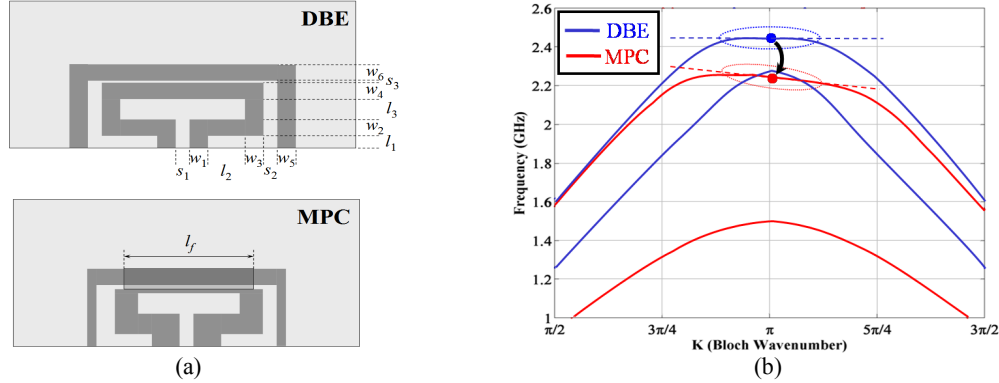 DBE
w6
s3
w4
l3
w2
l1
s1
w1
l2
w3
s2
w5
MPC
lf
(a)
DBE
MPC
Frequency (GHz)
2.6
2.4
2.2
2
1.8
1.6
1.4
1.2
1
π/2
3π/4
π
5π/4
3π/2
K (Bloch Wavenumber)
(b)